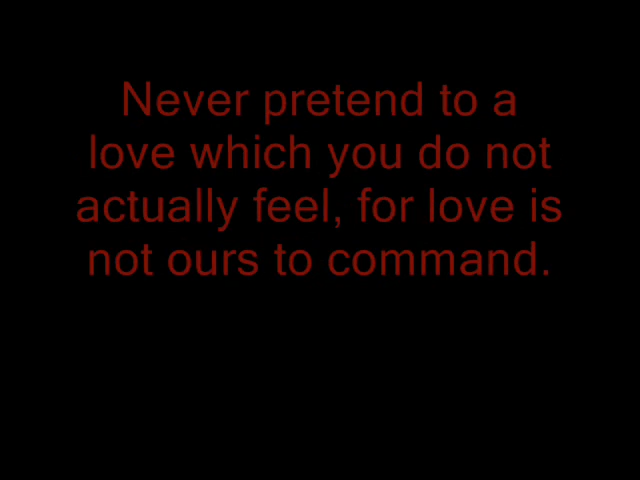 Never pretend to a
love which you do not
actually feel, for love is
not ours to command.